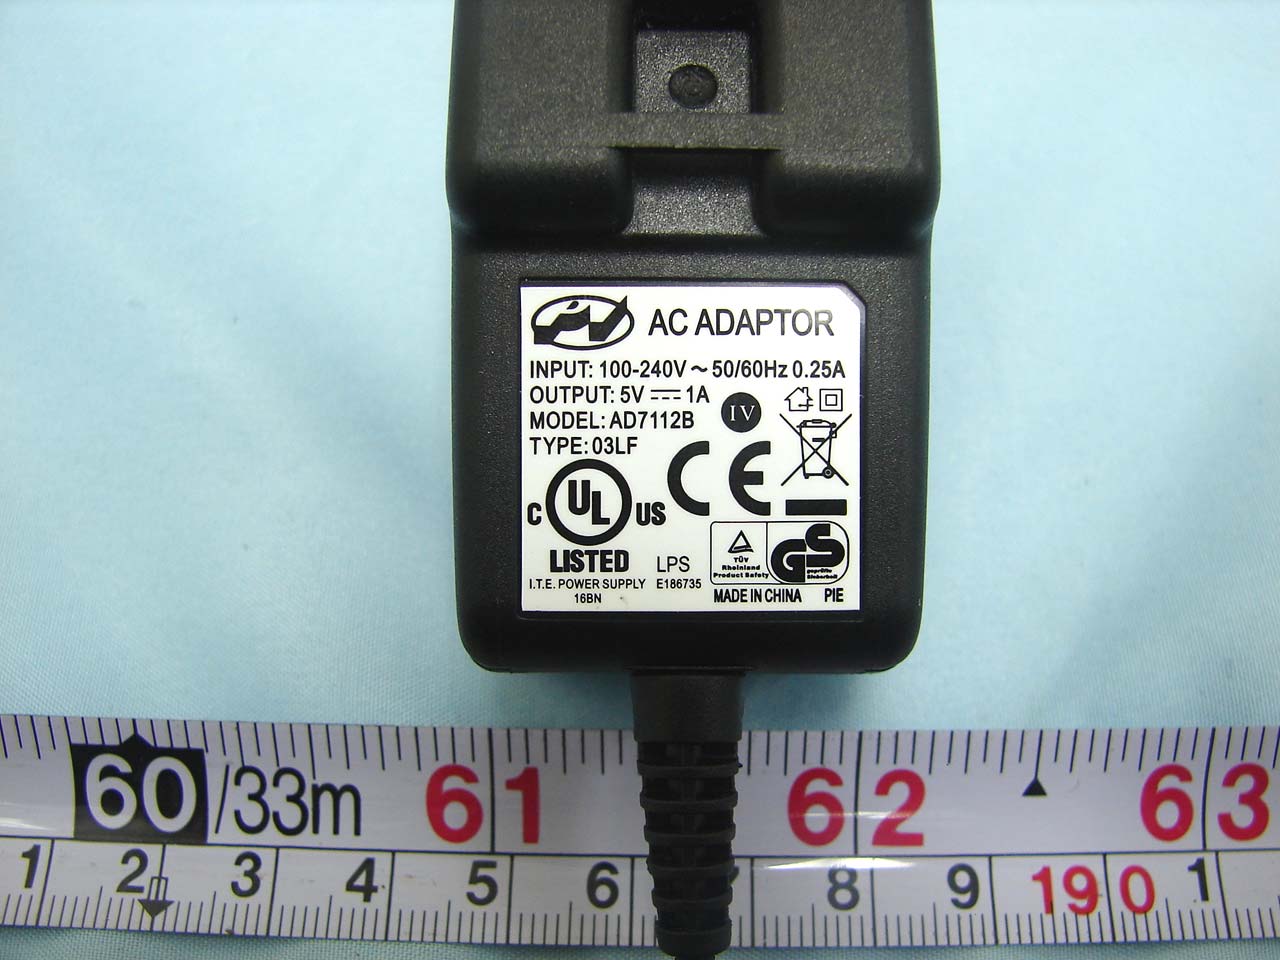 AC ADAPTOR
INPUT: 100-240V ~ 50/60Hz 0.25A
OUTPUT: 5V ⎓ 1A
MODEL: AD7112B
IV
TYPE: 03LF
C UL US
CE
LISTED
LPS
I.T.E. POWER SUPPLY E186735
16BN
TÜV
Rheinland
Product Safety
GS
geprüfte
Sicherheit
MADE IN CHINA PIE
60/33m 61 62 63
1 2 3 4 5 6 8 9 190 1